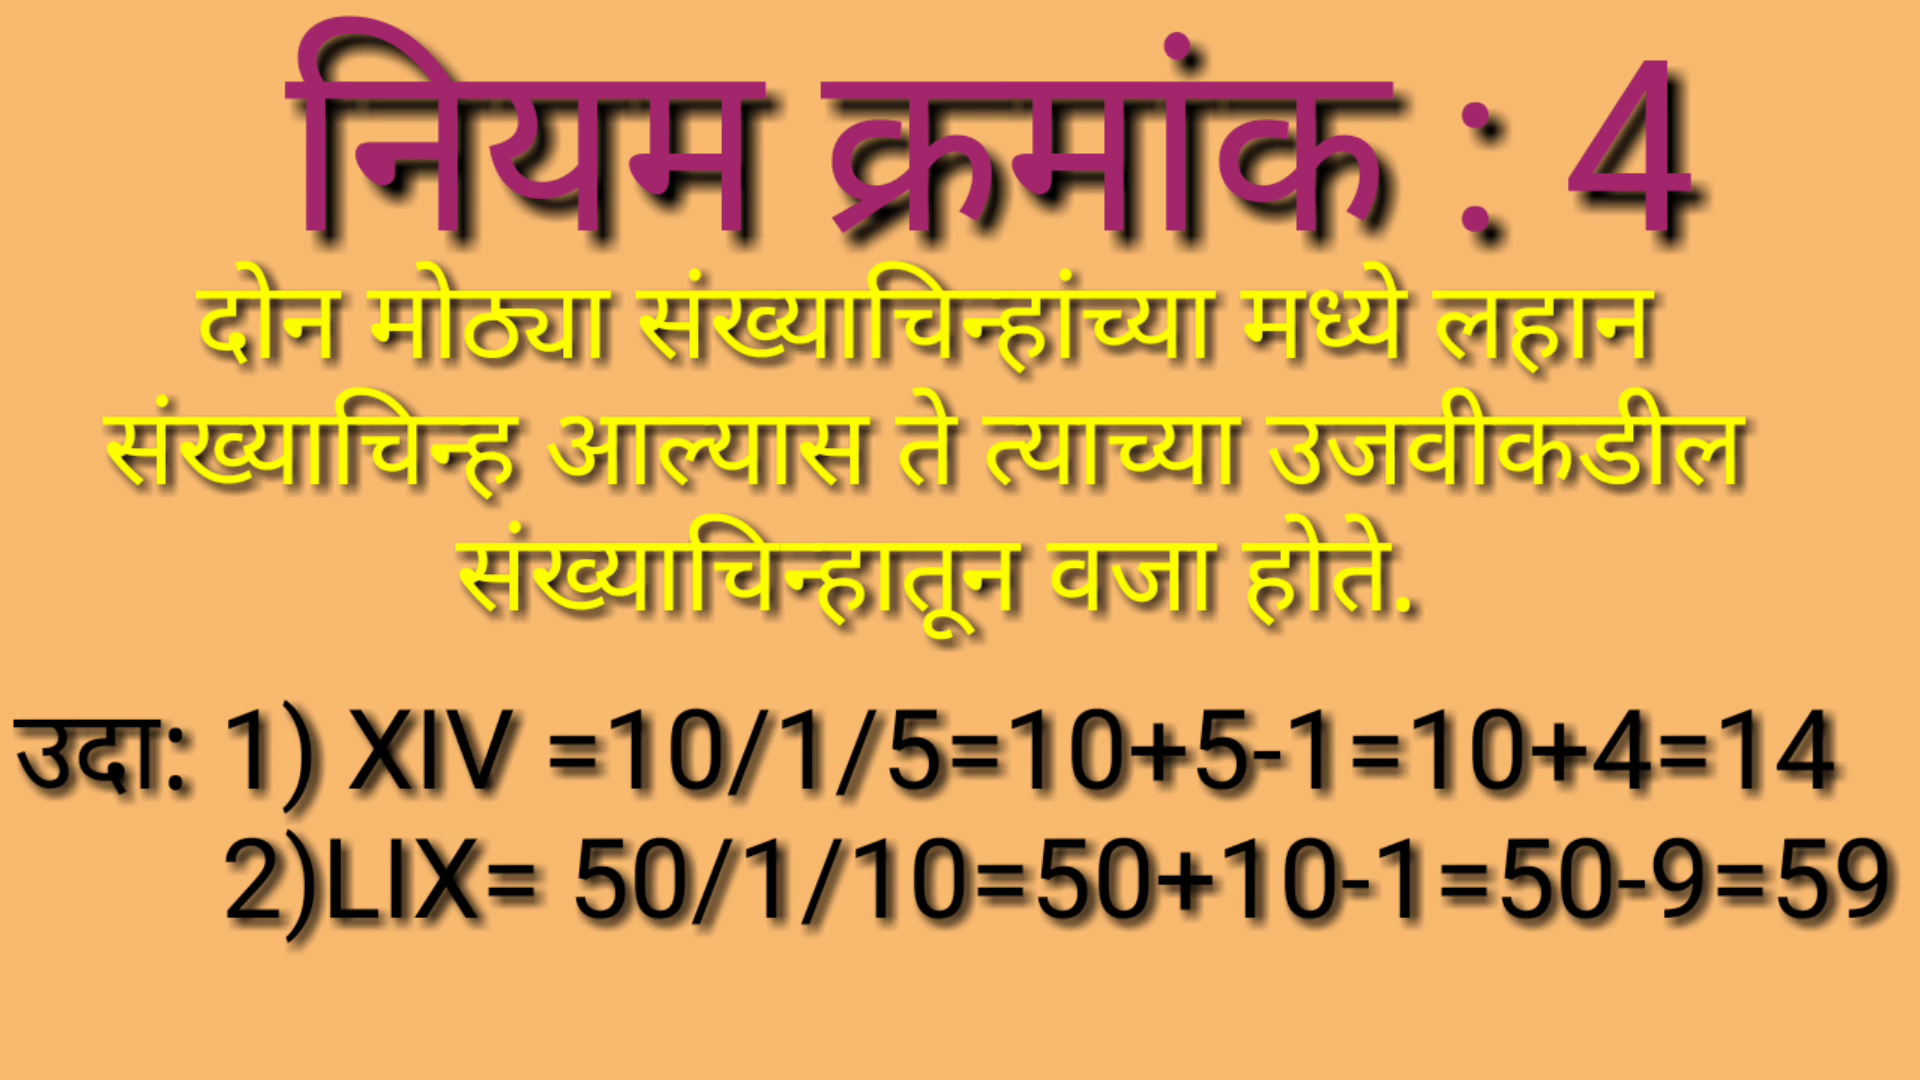 नियम क्रमांक : 4
दोन मोठ्या संख्याचिन्हांच्या मध्ये लहान
संख्याचिन्ह आल्यास ते त्याच्या उजवीकडील
संख्याचिन्हातून वजा होते.
उदा: 1) XIV =10/1/5=10+5-1=10+4=14
2)LIX= 50/1/10=50+10-1=50-9=59